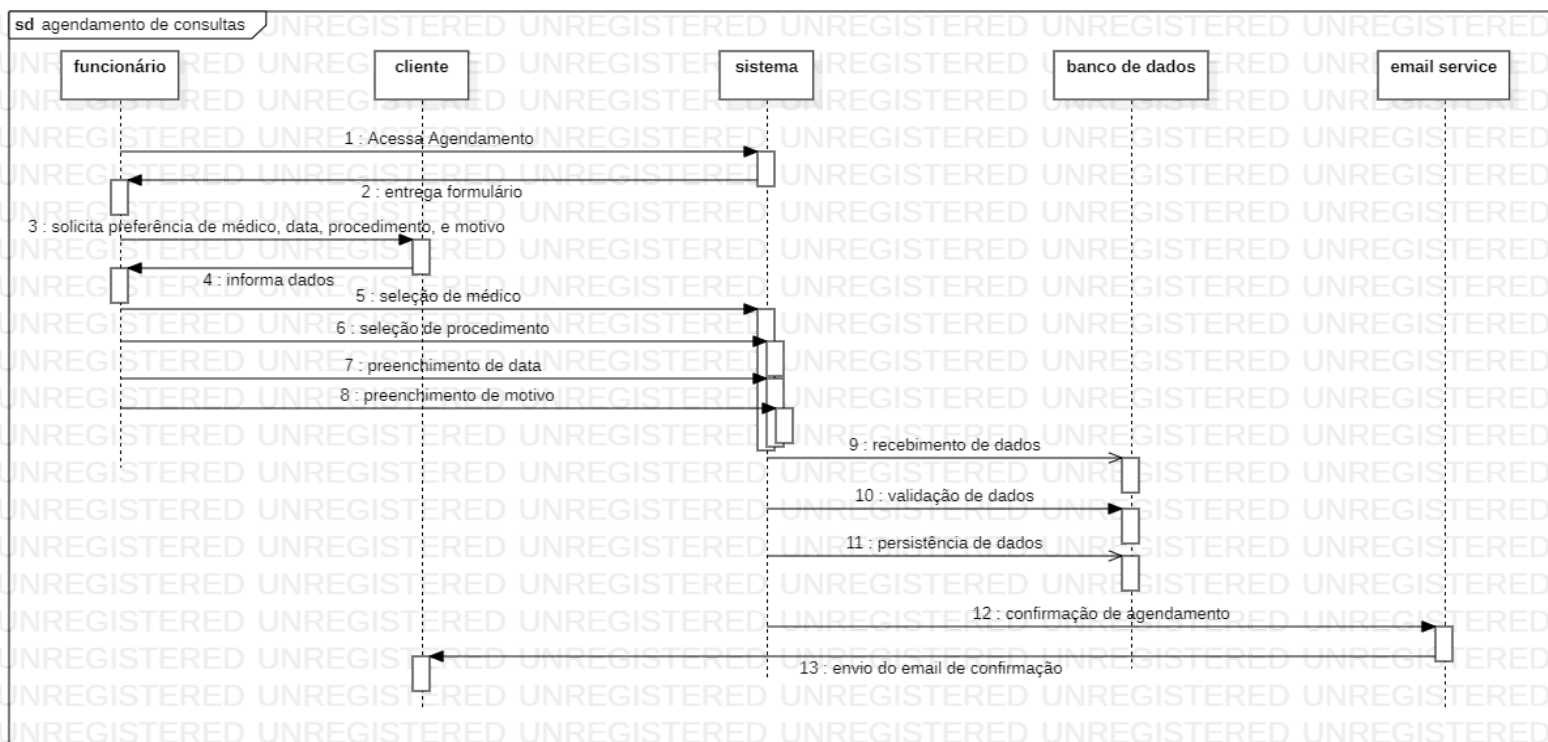 sd agendamento de consultas
funcionário
cliente
sistema
banco de dados
email service
1 : Acessa Agendamento
2 : entrega formulário
3 : solicita preferência de médico, data, procedimento, e motivo
4 : informa dados
5 : seleção de médico
6 : seleção de procedimento
7 : preenchimento de data
8 : preenchimento de motivo
9 : recebimento de dados
10 : validação de dados
11 : persistência de dados
12 : confirmação de agendamento
13 : envio do email de confirmação
UNREGISTERED